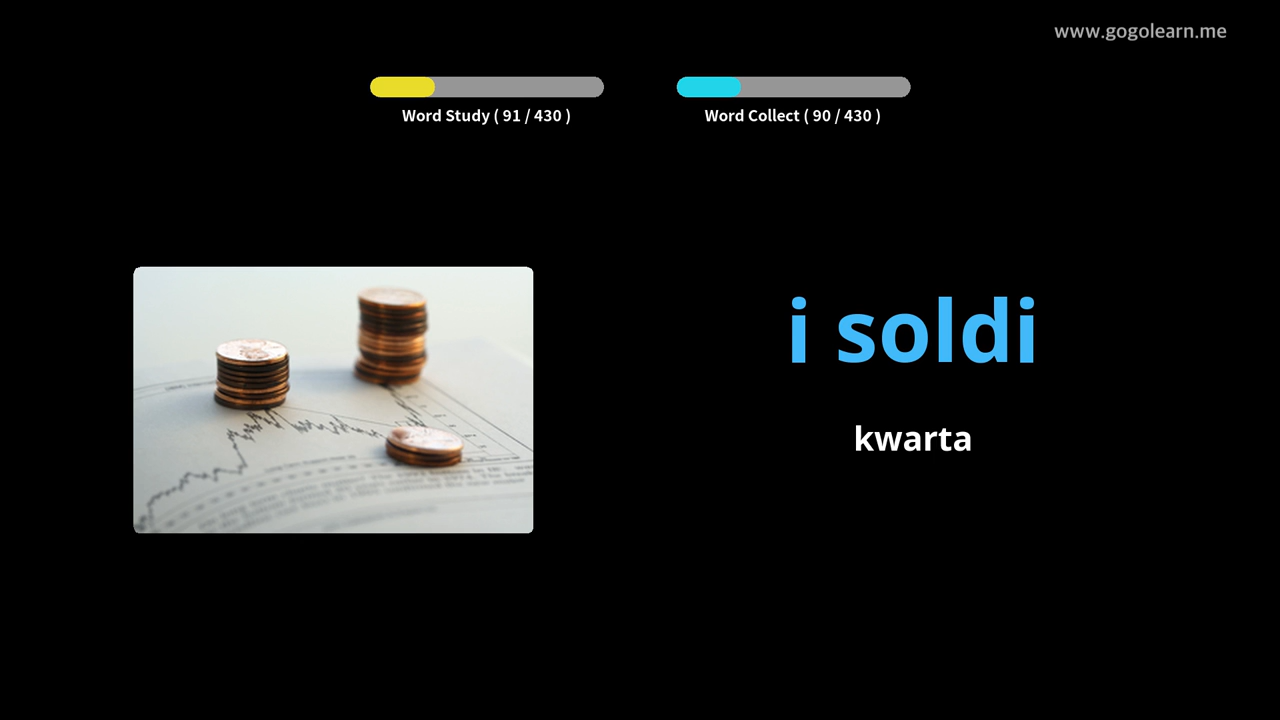 www.gogolearn.me
Word Study ( 91 / 430 )
Word Collect ( 90 / 430 )
i soldi
kwarta